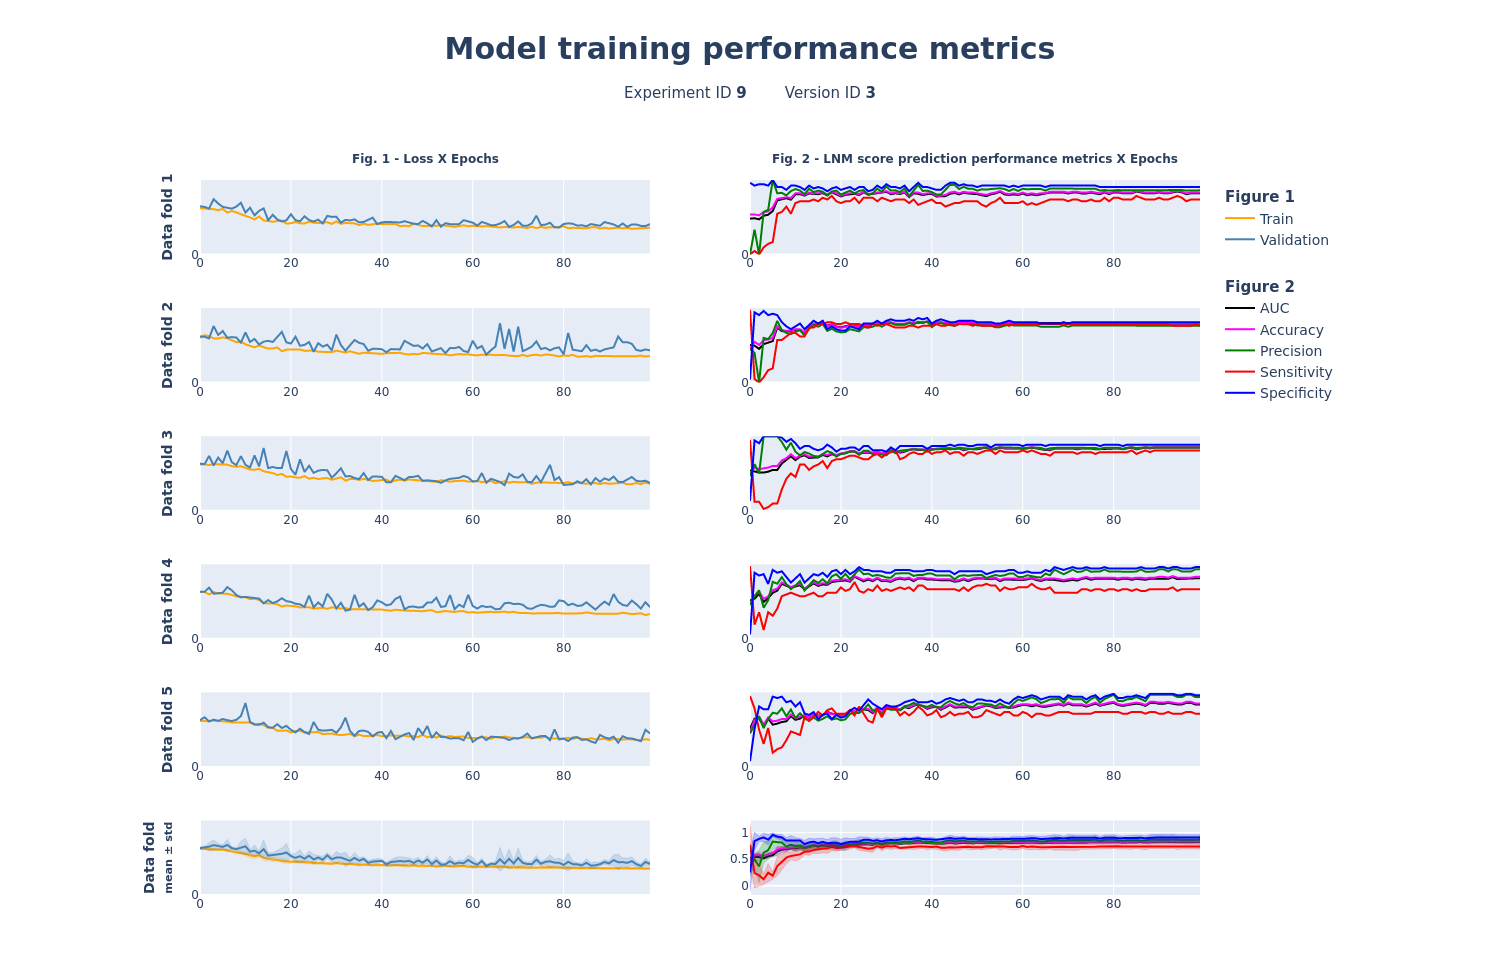 Model training performance metrics
Experiment ID 9 Version ID 3
Fig. 1 - Loss X Epochs
Fig. 2 - LNM score prediction performance metrics X Epochs
Data fold 1
0
0 20 40 60 80
0
0 20 40 60 80
Data fold 2
0
0 20 40 60 80
0
0 20 40 60 80
Data fold 3
0
0 20 40 60 80
0
0 20 40 60 80
Data fold 4
0
0 20 40 60 80
0
0 20 40 60 80
Data fold 5
0
0 20 40 60 80
0
0 20 40 60 80
Data fold
mean ± std
0
0 20 40 60 80
1
0.5
0
0 20 40 60 80
Figure 1
Train
Validation
Figure 2
AUC
Accuracy
Precision
Sensitivity
Specificity